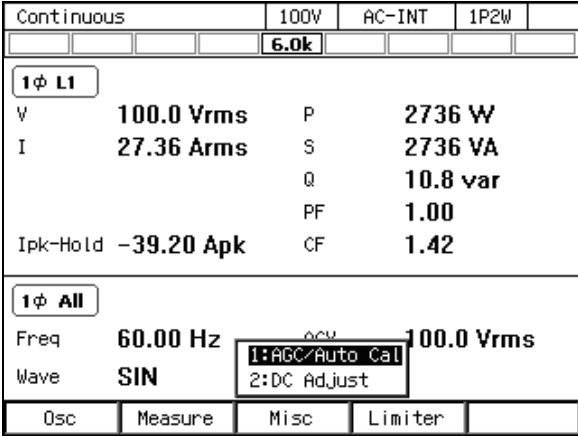 Continuous 100V AC-INT 1P2W
6.0k
1ϕ L1
V 100.0 Vrms P 2736 W
I 27.36 Arms S 2736 VA
Q 10.8 var
PF 1.00
Ipk-Hold -39.20 Apk CF 1.42
1ϕ All
Freq 60.00 Hz 100.0 Vrms
1:AGC/Auto Cal
Wave SIN 2:DC Adjust
Osc Measure Misc Limiter